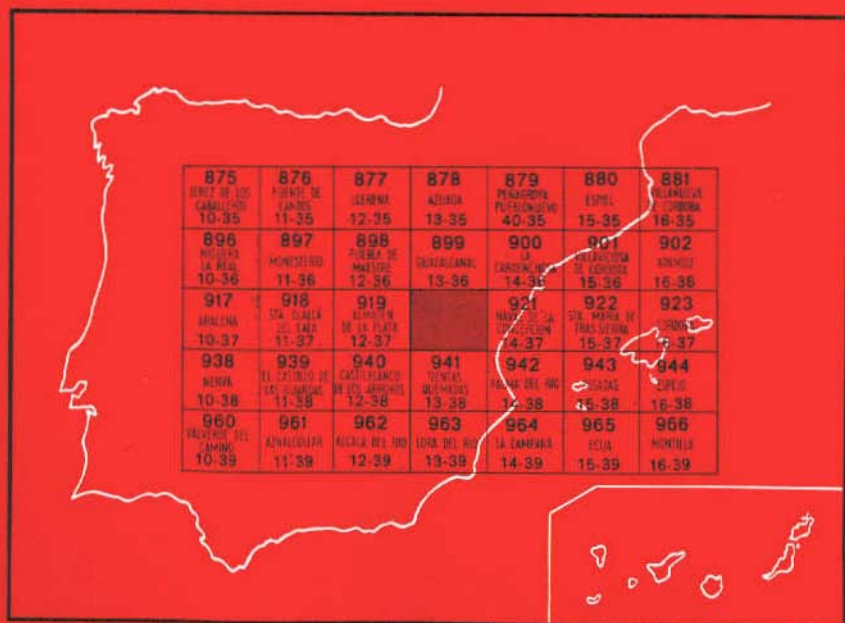 875
JEREZ DE LOS
CABALLEROS
10-35
876
FUENTE DE
CANTOS
11-35
877
LLERENA
12-35
878
AZUAGA
13-35
879
PEÑARROYA
PUEBLONUEVO
40-35
880
ESPIEL
15-35
881
VILLANUEVA
DE CORDOBA
16-35
896
HIGUERA
LA REAL
10-36
897
MONESTERIO
11-36
898
PUEBLA DE
MAESTRE
12-36
899
GUADALCANAL
13-36
900
LA
CARDENCHOSA
14-36
901
VILLAVICIOSA
DE CORDOBA
15-36
902
ADAMUZ
16-36
917
ARACENA
10-37
918
STA. OLALLA
DEL CALA
11-37
919
ALMADEN
DE LA PLATA
12-37
921
NAVAS DE LA
CONCEPCION
14-37
922
STA. MARIA DE
TRASSIERRA
15-37
923
CORDOBA
16-37
938
NERVA
10-38
939
EL CASTILLO DE
LAS GUARDAS
11-38
940
CASTILBLANCO
DE LOS ARROYOS
12-38
941
VENTAS
QUEMADAS
13-38
942
PALMA DEL RIO
14-38
943
POSADAS
15-38
944
ESPEJO
16-38
960
VALVERDE DEL
CAMINO
10-39
961
AZNALCOLLAR
11-39
962
ALCALA DEL RIO
12-39
963
LORA DEL RIO
13-39
964
LA CAMPANA
14-39
965
ECIJA
15-39
966
MONTILLA
16-39